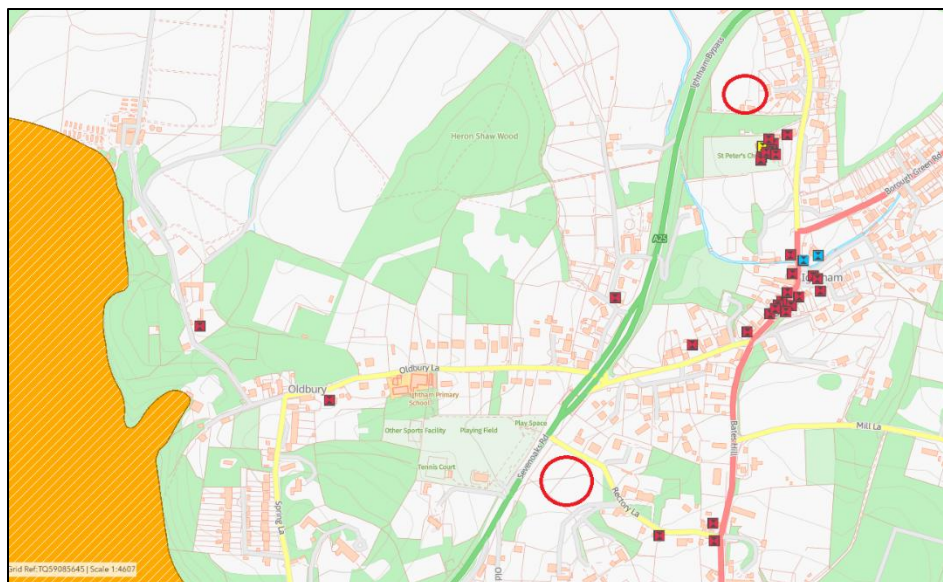 Ightham Bypass
Heron Shaw Wood
St Peter's Ch
Borough Green Rd
A25
Oldbury La
Oldbury
Ightham Primary
School
Other Sports Facility
Playing Field
Play Space
Mill La
Bates Hill
Tennis Court
Sevenoaks Rd
Rectory La
Spring La
Grid Ref:TQ59085645 | Scale 1:4607